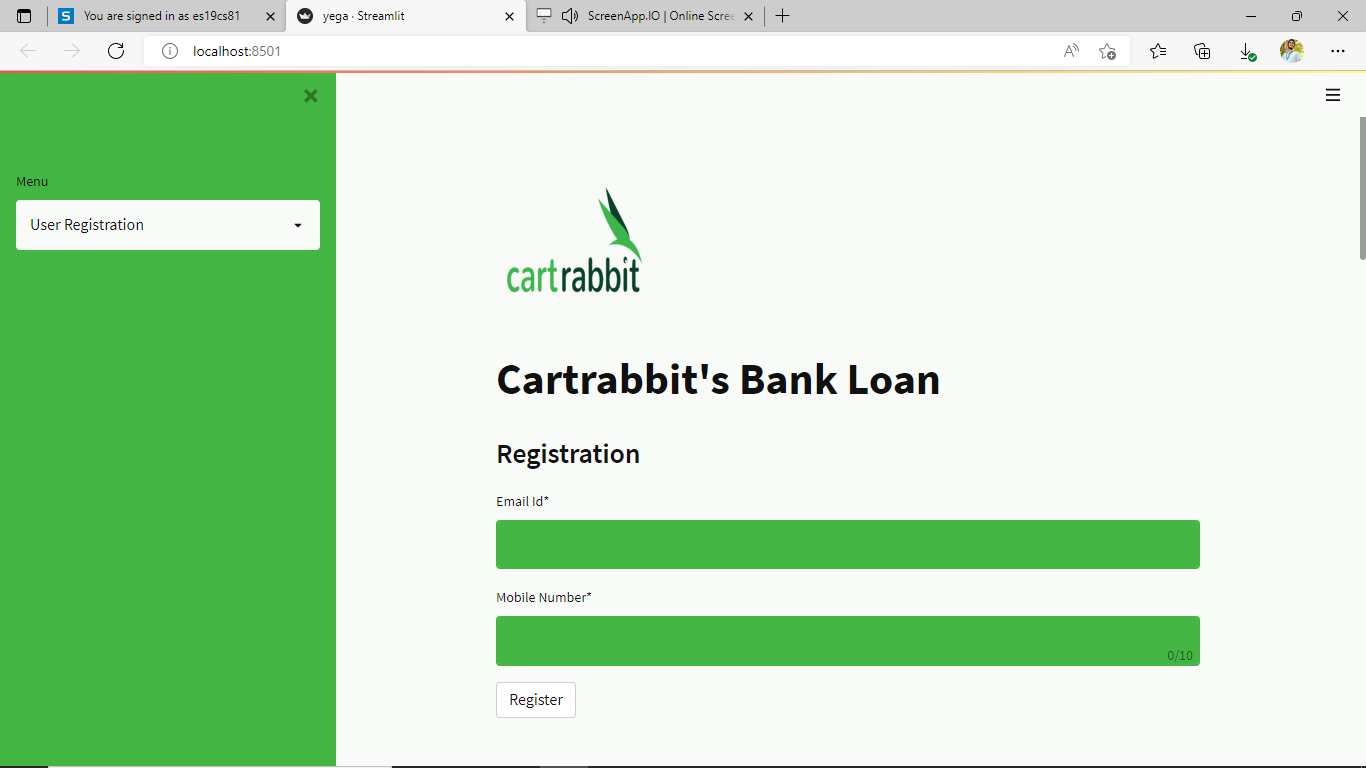 You are signed in as es19cs81
yega · Streamlit
ScreenApp.IO | Online Scree
localhost:8501
Menu
User Registration
cartrabbit
Cartrabbit's Bank Loan
Registration
Email Id*
Mobile Number*
0/10
Register